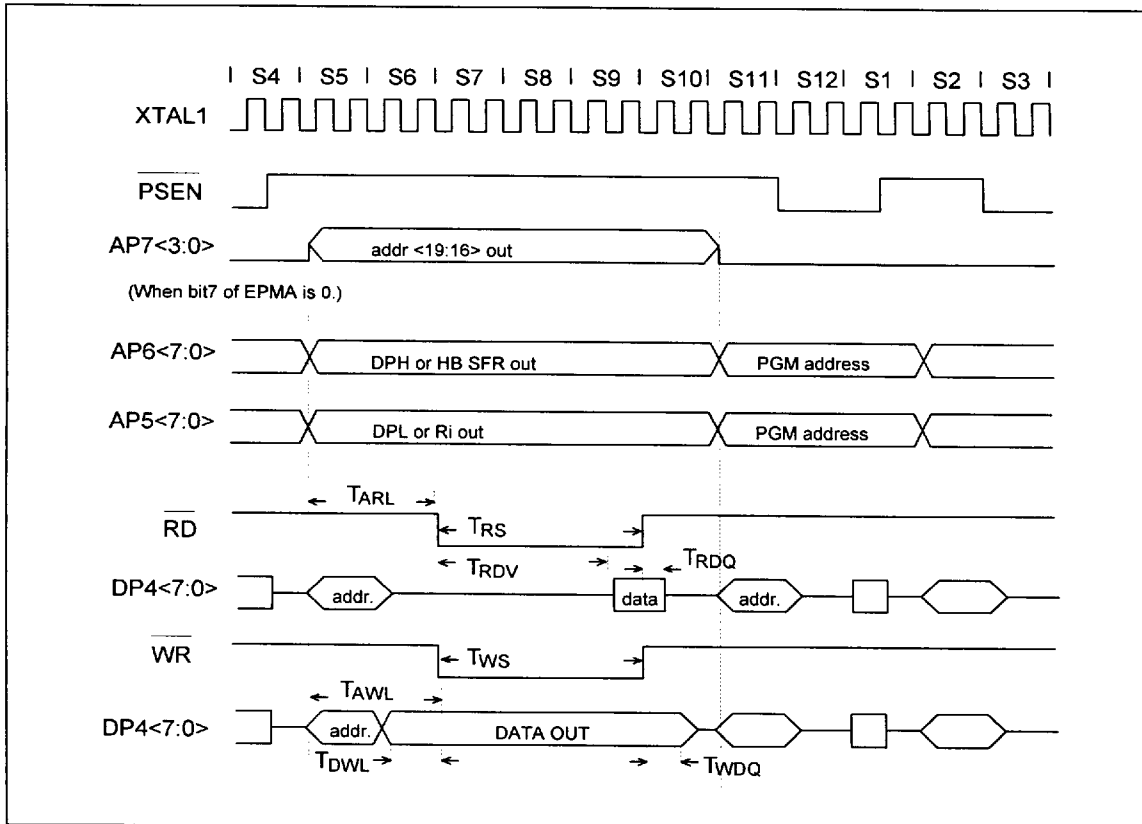 | S4 | S5 | S6 | S7 | S8 | S9 | S10 | S11 | S12 | S1 | S2 | S3 |
XTAL1
PSEN
AP7<3:0>
addr <19:16> out
(When bit7 of EPMA is 0.)
AP6<7:0>
DPH or HB SFR out
PGM address
AP5<7:0>
DPL or Ri out
PGM address
TARL
RD
TRS
TRDV
TRDQ
DP4<7:0>
addr.
data
addr.
WR
TWS
TAWL
DP4<7:0>
addr.
DATA OUT
TDWL
TWDQ